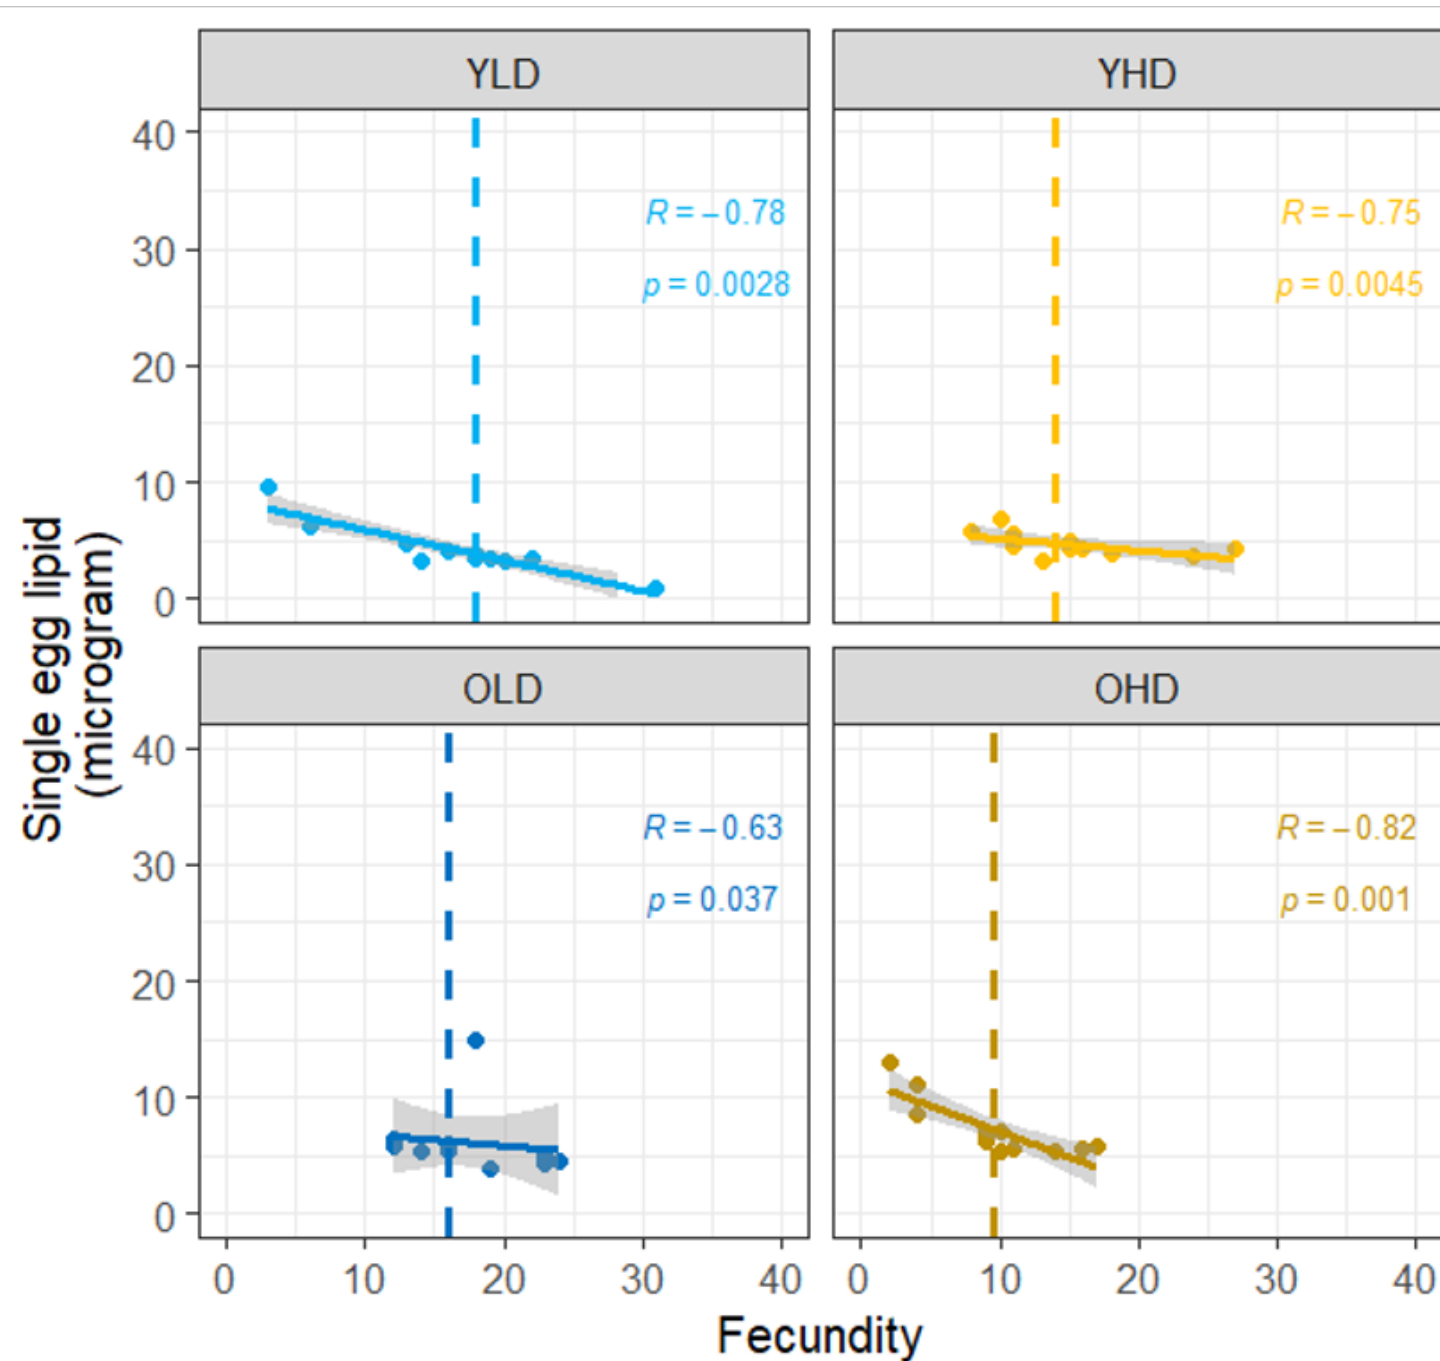 YLD
YHD
40
30
20
10
0
R = −0.78
p = 0.0028
R = −0.75
p = 0.0045
OLD
OHD
40
30
20
10
0
R = −0.63
p = 0.037
R = −0.82
p = 0.001
0 10 20 30 40
0 10 20 30 40
Single egg lipid
(microgram)
Fecundity